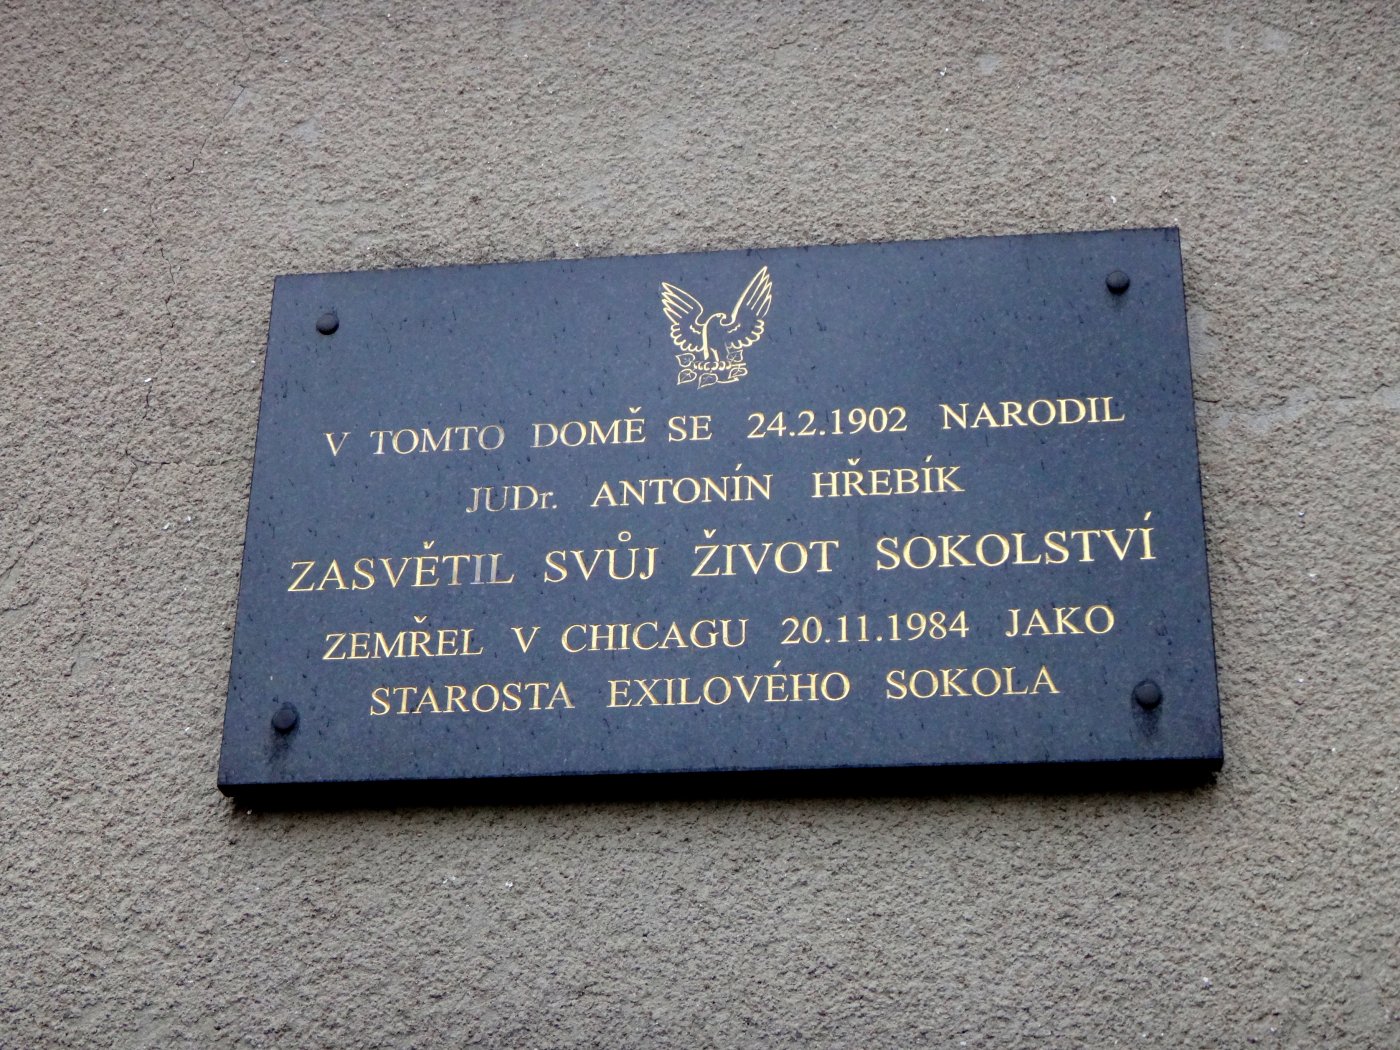 V TOMTO DOMĚ SE 24.2.1902 NARODIL
JUDr. ANTONÍN HŘEBÍK
ZASVĚTIL SVŮJ ŽIVOT SOKOLSTVÍ
ZEMŘEL V CHICAGU 20.11.1984 JAKO
STAROSTA EXILOVÉHO SOKOLA